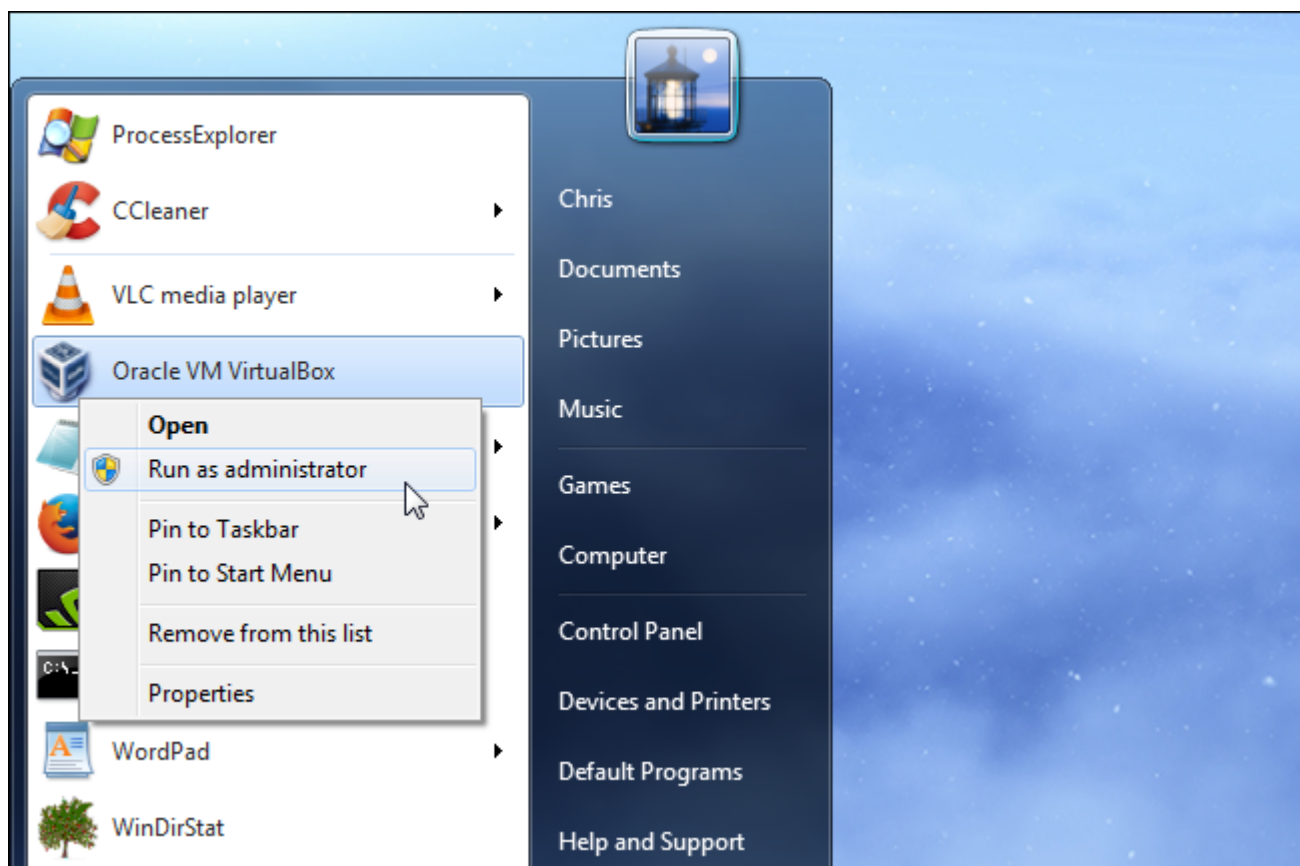 ProcessExplorer
CCleaner
VLC media player
Oracle VM VirtualBox
Open
Run as administrator
Pin to Taskbar
Pin to Start Menu
Remove from this list
Properties
C:\_
WordPad
WinDirStat
Chris
Documents
Pictures
Music
Games
Computer
Control Panel
Devices and Printers
Default Programs
Help and Support